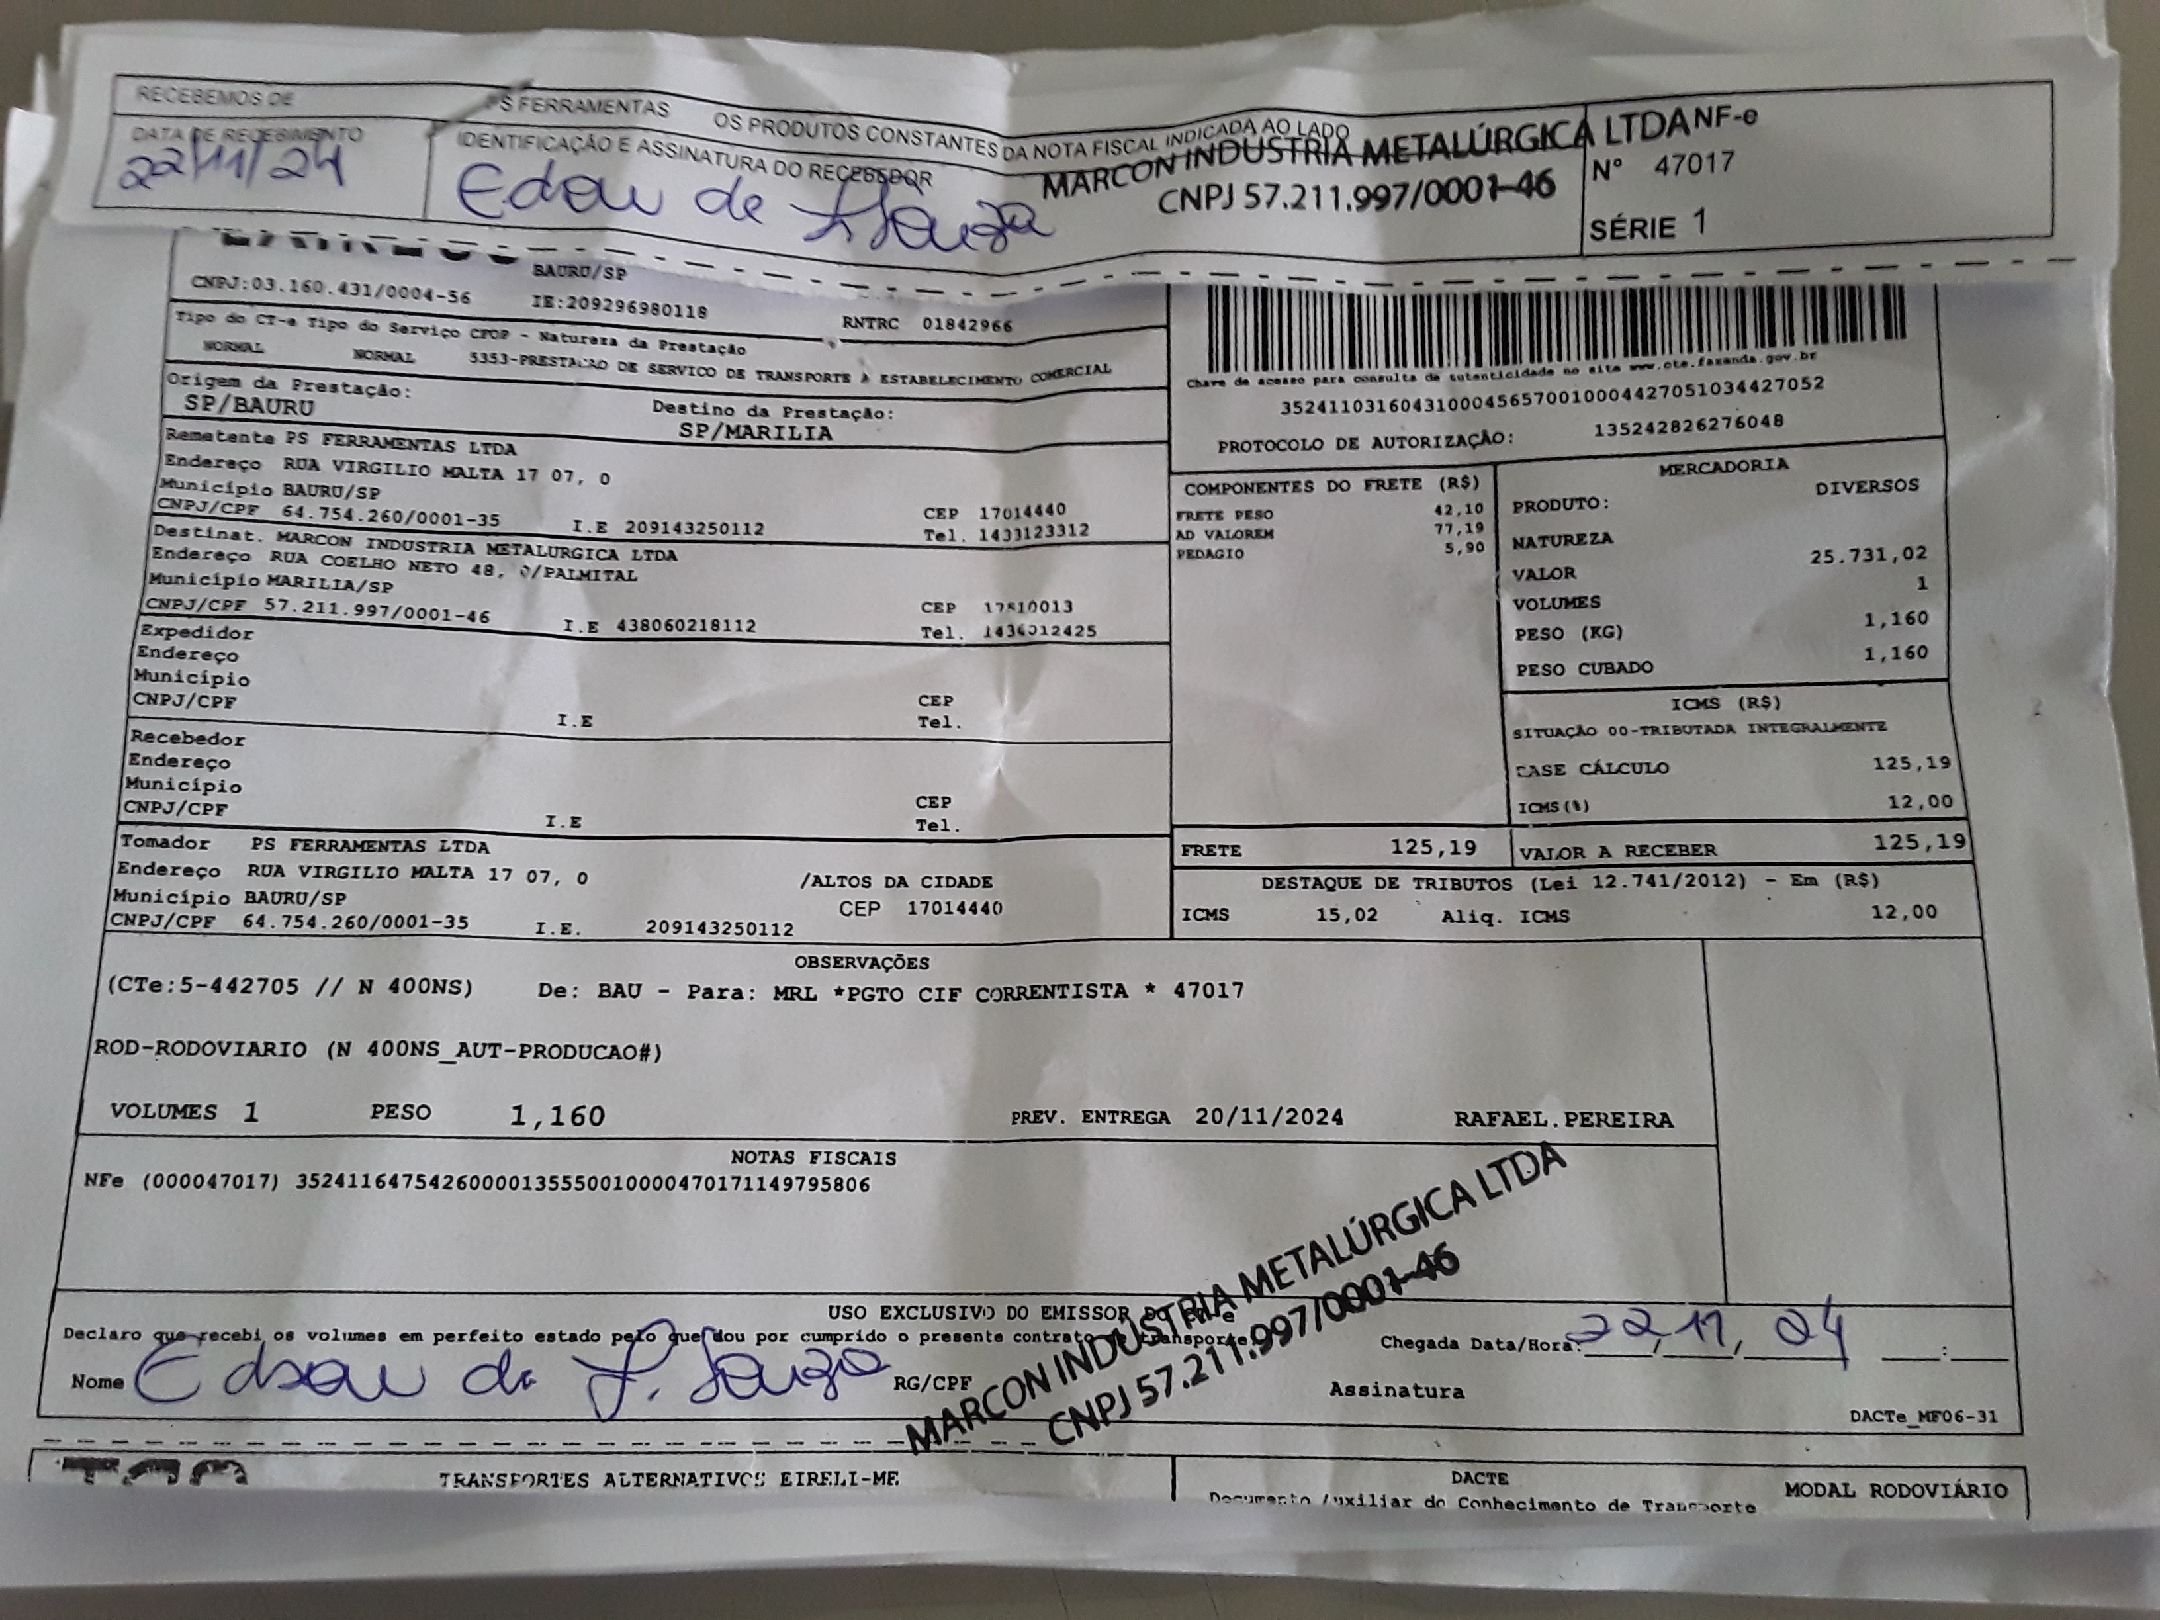 RECEBEMOS DE PS FERRAMENTAS OS PRODUTOS CONSTANTES DA NOTA FISCAL INDICADA AO LADO
DATA DE RECEBIMENTO
22/11/24
IDENTIFICAÇÃO E ASSINATURA DO RECEBEDOR
de Souza
MARCON INDUSTRIA METALÚRGICA LTDA
CNPJ 57.211.997/0001-46
NF-e
Nº 47017
SÉRIE 1
BAURU/SP
CNPJ:03.160.431/0004-56 IE:209296980118 RNTRC 01842966
Tipo do CT-e Tipo do Serviço CFOP - Natureza da Prestação
NORMAL NORMAL 5353-PRESTACAO DE SERVICO DE TRANSPORTE A ESTABELECIMENTO COMERCIAL
Origem da Prestação: Destino da Prestação:
SP/BAURU SP/MARILIA
Remetente PS FERRAMENTAS LTDA
Endereço RUA VIRGILIO MALTA 17 07, 0
Município BAURU/SP CEP 17014440
CNPJ/CPF 64.754.260/0001-35 I.E 209143250112 Tel. 1433123312
Destinat. MARCON INDUSTRIA METALURGICA LTDA
Endereço RUA COELHO NETO 48, 0/PALMITAL
Município MARILIA/SP CEP 17510013
CNPJ/CPF 57.211.997/0001-46 I.E 438060218112 Tel.
Expedidor
Endereço
Município CEP
CNPJ/CPF I.E Tel.
Recebedor
Endereço
Município CEP
CNPJ/CPF I.E Tel.
Tomador PS FERRAMENTAS LTDA
Endereço RUA VIRGILIO MALTA 17 07, 0 /ALTOS DA CIDADE
Município BAURU/SP CEP 17014440
CNPJ/CPF 64.754.260/0001-35 I.E. 209143250112
Chave de acesso para consulta de autenticidade no site www.cte.fazenda.gov.br
35241103160431000456570010004427051034427052
PROTOCOLO DE AUTORIZAÇÃO: 135242826276048
COMPONENTES DO FRETE (R$)
FRETE PESO 42,10
AD VALOREM 77,19
PEDAGIO 5,90
MERCADORIA
PRODUTO: DIVERSOS
NATUREZA
VALOR 25.731,02
VOLUMES 1
PESO (KG) 1,160
PESO CUBADO 1,160
ICMS (R$)
SITUAÇÃO 00-TRIBUTADA INTEGRALMENTE
BASE CÁLCULO 125,19
ICMS(%) 12,00
FRETE 125,19 VALOR A RECEBER 125,19
DESTAQUE DE TRIBUTOS (Lei 12.741/2012) - Em (R$)
ICMS 15,02 Aliq. ICMS 12,00
OBSERVAÇÕES
(CTe:5-442705 // N 400NS) De: BAU - Para: MRL *PGTO CIF CORRENTISTA * 47017
ROD-RODOVIARIO (N 400NS_AUT-PRODUCAO#)
VOLUMES 1 PESO 1,160 PREV. ENTREGA 20/11/2024 RAFAEL.PEREIRA
NOTAS FISCAIS
NFe (000047017) 35241164754260000135550010000470171149795806
USO EXCLUSIVO DO EMISSOR DO
Declaro que recebi os volumes em perfeito estado pelo que dou por cumprido o presente contrato de transporte.
Chegada Data/Hora: 22/11/24 :
Nome Edson de J. Souza RG/CPF Assinatura
MARCON INDUSTRIA METALÚRGICA LTDA
CNPJ 57.211.997/0001-46
DACTe_MF06-31
TRANSPORTES ALTERNATIVOS EIRELI-ME
DACTE MODAL RODOVIÁRIO
Documento Auxiliar do Conhecimento de Transporte